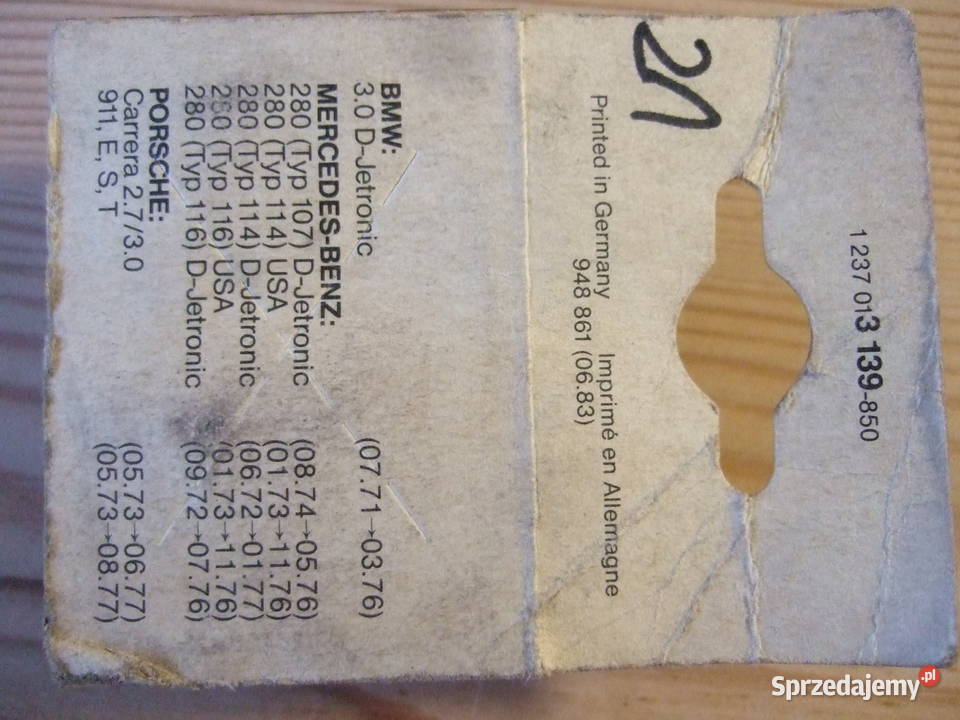 1 237 013 139-850
Printed in Germany Imprimé en Allemagne
948 861 (06.83)
BMW:
3.0 D-Jetronic (07.71→03.76)
MERCEDES-BENZ:
280 (Typ 107) D-Jetronic (08.74→05.76)
280 (Typ 114) USA (01.73→11.76)
280 (Typ 114) D-Jetronic (06.72→01.77)
280 (Typ 116) USA (01.73→11.76)
280 (Typ 116) D-Jetronic (09.72→07.76)
PORSCHE:
Carrera 2.7/3.0 (05.73→06.77)
911, E, S, T (05.73→08.77)
Sprzedajemy.pl